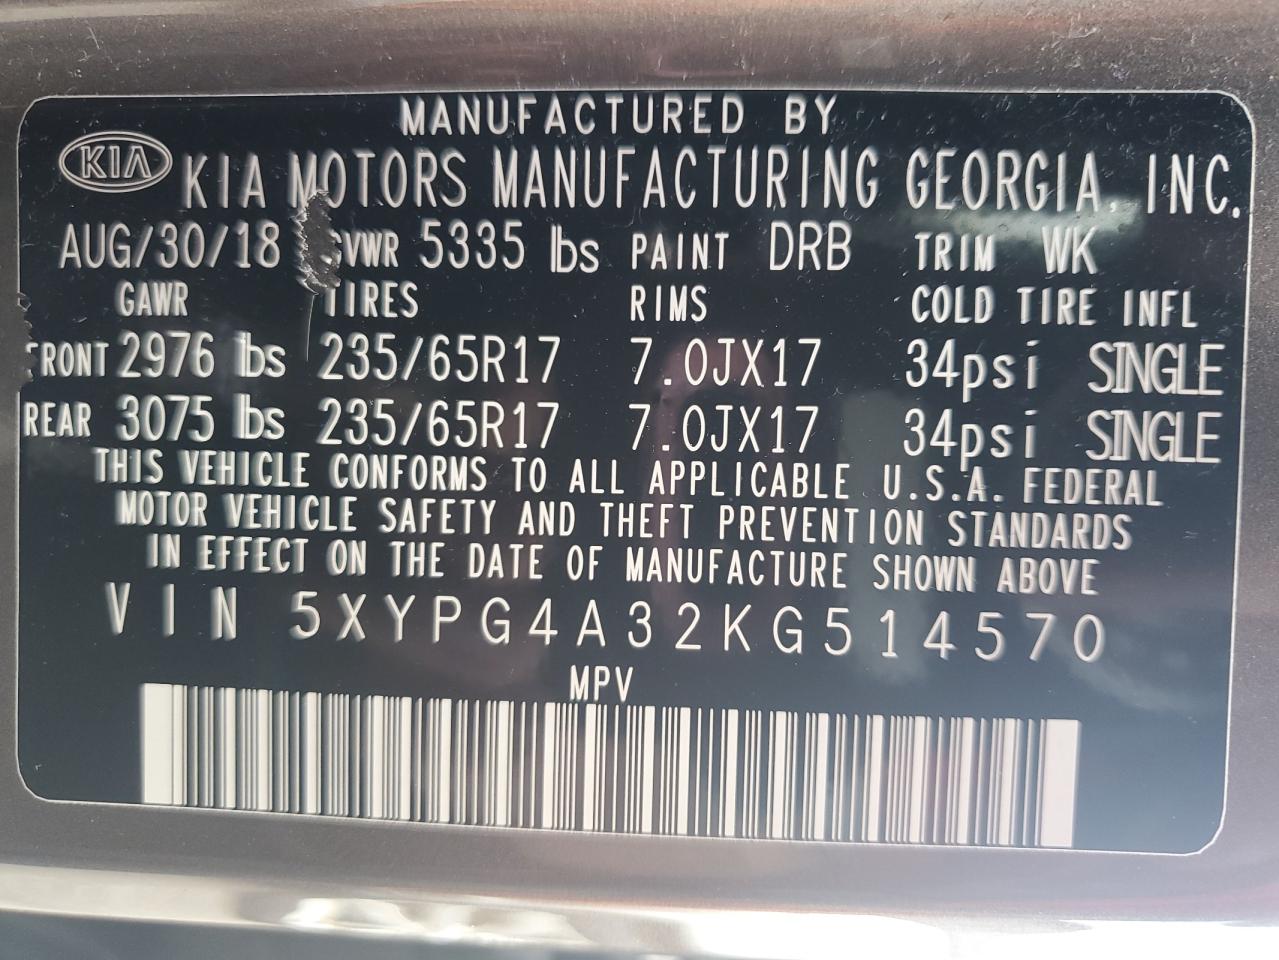 MANUFACTURED BY
KIA KIA MOTORS MANUFACTURING GEORGIA, INC.
AUG/30/18 GVWR 5335 lbs PAINT DRB TRIM WK
GAWR TIRES RIMS COLD TIRE INFL
FRONT 2976 lbs 235/65R17 7.0JX17 34psi SINGLE
REAR 3075 lbs 235/65R17 7.0JX17 34psi SINGLE
THIS VEHICLE CONFORMS TO ALL APPLICABLE U.S.A. FEDERAL
MOTOR VEHICLE SAFETY AND THEFT PREVENTION STANDARDS
IN EFFECT ON THE DATE OF MANUFACTURE SHOWN ABOVE
VIN 5XYPG4A32KG514570
MPV